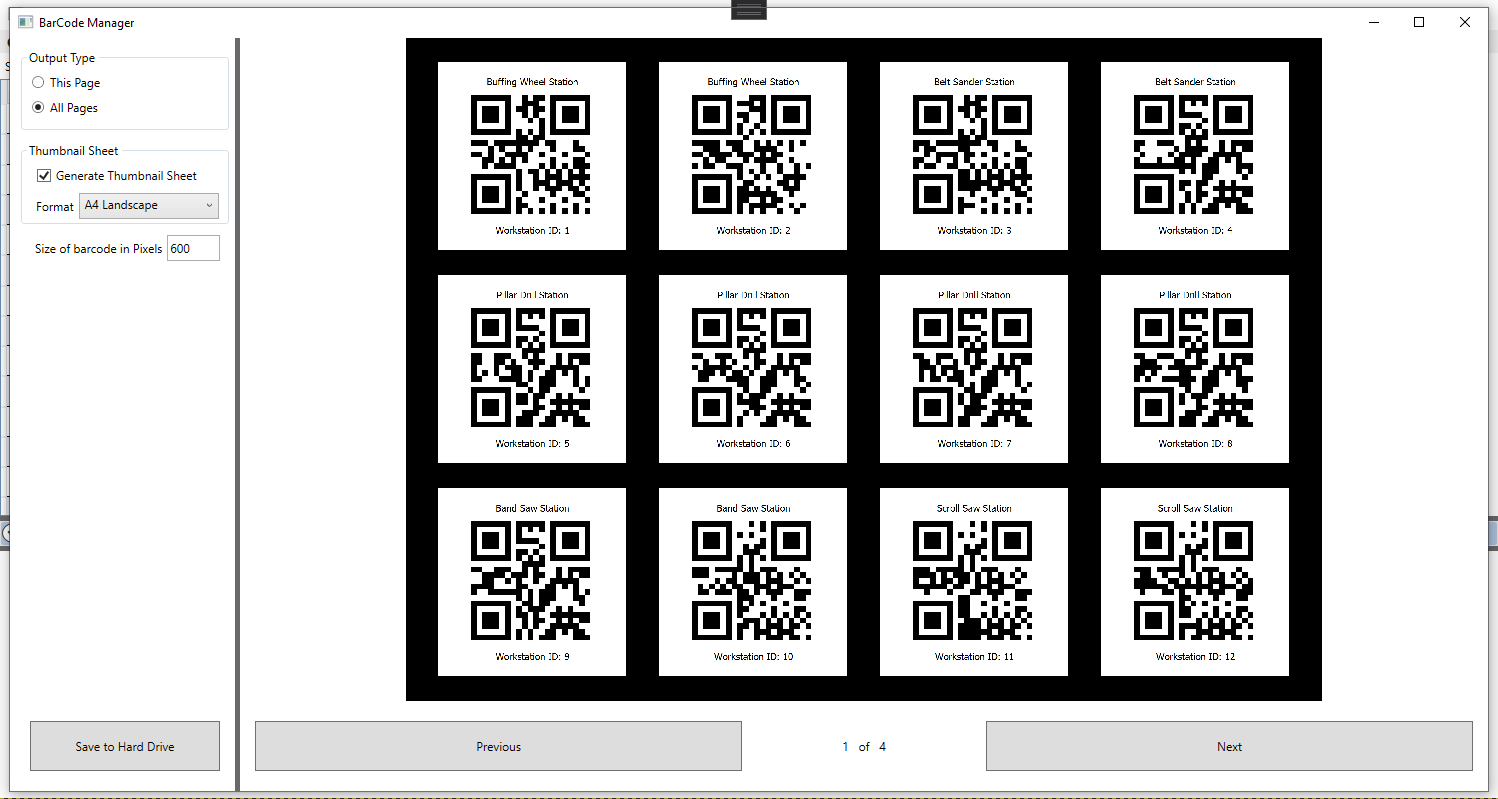 BarCode Manager
Output Type
This Page
All Pages
Thumbnail Sheet
Generate Thumbnail Sheet
Format A4 Landscape
Size of barcode in Pixels 600
Save to Hard Drive
Buffing Wheel Station
Workstation ID: 1
Buffing Wheel Station
Workstation ID: 2
Belt Sander Station
Workstation ID: 3
Belt Sander Station
Workstation ID: 4
Pillar Drill Station
Workstation ID: 5
Pillar Drill Station
Workstation ID: 6
Pillar Drill Station
Workstation ID: 7
Pillar Drill Station
Workstation ID: 8
Band Saw Station
Workstation ID: 9
Band Saw Station
Workstation ID: 10
Scroll Saw Station
Workstation ID: 11
Scroll Saw Station
Workstation ID: 12
Previous
1 of 4
Next